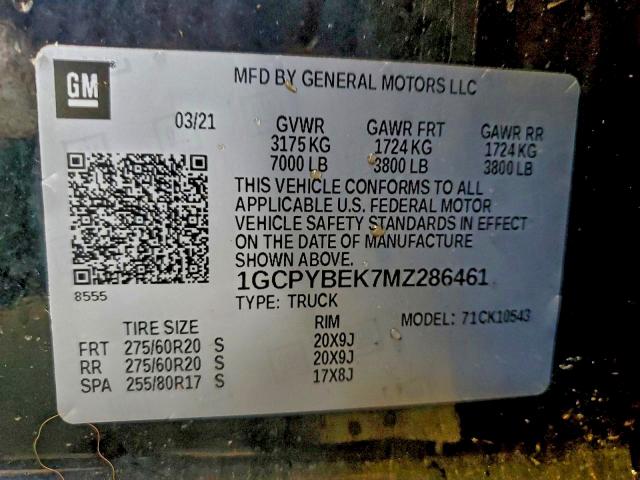 GM
MFD BY GENERAL MOTORS LLC
03/21 GVWR GAWR FRT GAWR RR
3175 KG 1724 KG 1724 KG
7000 LB 3800 LB 3800 LB
THIS VEHICLE CONFORMS TO ALL
APPLICABLE U.S. FEDERAL MOTOR
VEHICLE SAFETY STANDARDS IN EFFECT
ON THE DATE OF MANUFACTURE
SHOWN ABOVE.
1GCPYBEK7MZ286461
8555
TYPE: TRUCK
MODEL: 71CK10543
TIRE SIZE RIM
FRT 275/60R20 S 20X9J
RR 275/60R20 S 20X9J
SPA 255/80R17 S 17X8J